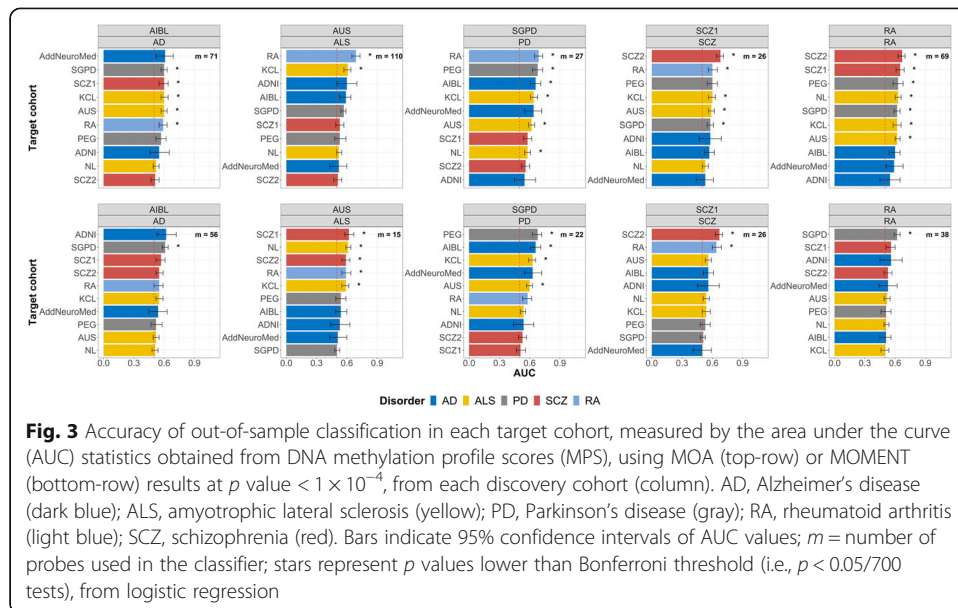 AIBL
AD
AddNeuroMed
SGPD
SCZ1
KCL
AUS
RA
PEG
ADNI
NL
SCZ2
m = 71
*
*
*
*
*
AUS
ALS
RA
KCL
ADNI
AIBL
SGPD
SCZ1
PEG
NL
AddNeuroMed
SCZ2
m = 110
*
*
SGPD
PD
RA
PEG
AIBL
KCL
AddNeuroMed
AUS
SCZ1
NL
SCZ2
ADNI
m = 27
*
*
*
*
*
*
SCZ1
SCZ
SCZ2
RA
PEG
KCL
AUS
SGPD
ADNI
AIBL
NL
AddNeuroMed
m = 26
*
*
*
*
*
*
RA
RA
SCZ2
SCZ1
PEG
NL
SGPD
KCL
AUS
AIBL
AddNeuroMed
ADNI
m = 69
*
*
*
*
*
*
*
Target cohort
AIBL
AD
ADNI
SGPD
SCZ1
SCZ2
RA
KCL
AddNeuroMed
PEG
AUS
NL
m = 56
*
0.0 0.3 0.6 0.9
AUS
ALS
SCZ1
NL
SCZ2
RA
KCL
PEG
AIBL
ADNI
AddNeuroMed
SGPD
m = 15
*
*
*
*
*
0.0 0.3 0.6 0.9
SGPD
PD
PEG
AIBL
KCL
AddNeuroMed
AUS
RA
NL
ADNI
SCZ2
SCZ1
m = 22
*
*
*
*
0.0 0.3 0.6 0.9
SCZ1
SCZ
SCZ2
RA
AUS
AIBL
ADNI
NL
KCL
PEG
SGPD
AddNeuroMed
m = 26
*
*
0.0 0.3 0.6 0.9
RA
RA
SGPD
SCZ1
ADNI
SCZ2
AddNeuroMed
AUS
PEG
NL
AIBL
KCL
m = 38
*
0.0 0.3 0.6 0.9
Target cohort
AUC
Disorder AD ALS PD SCZ RA
Fig. 3 Accuracy of out-of-sample classification in each target cohort, measured by the area under the curve
(AUC) statistics obtained from DNA methylation profile scores (MPS), using MOA (top-row) or MOMENT
(bottom-row) results at p value < 1 × 10⁻⁴, from each discovery cohort (column). AD, Alzheimer's disease
(dark blue); ALS, amyotrophic lateral sclerosis (yellow); PD, Parkinson's disease (gray); RA, rheumatoid arthritis
(light blue); SCZ, schizophrenia (red). Bars indicate 95% confidence intervals of AUC values; m = number of
probes used in the classifier; stars represent p values lower than Bonferroni threshold (i.e., p < 0.05/700
tests), from logistic regression